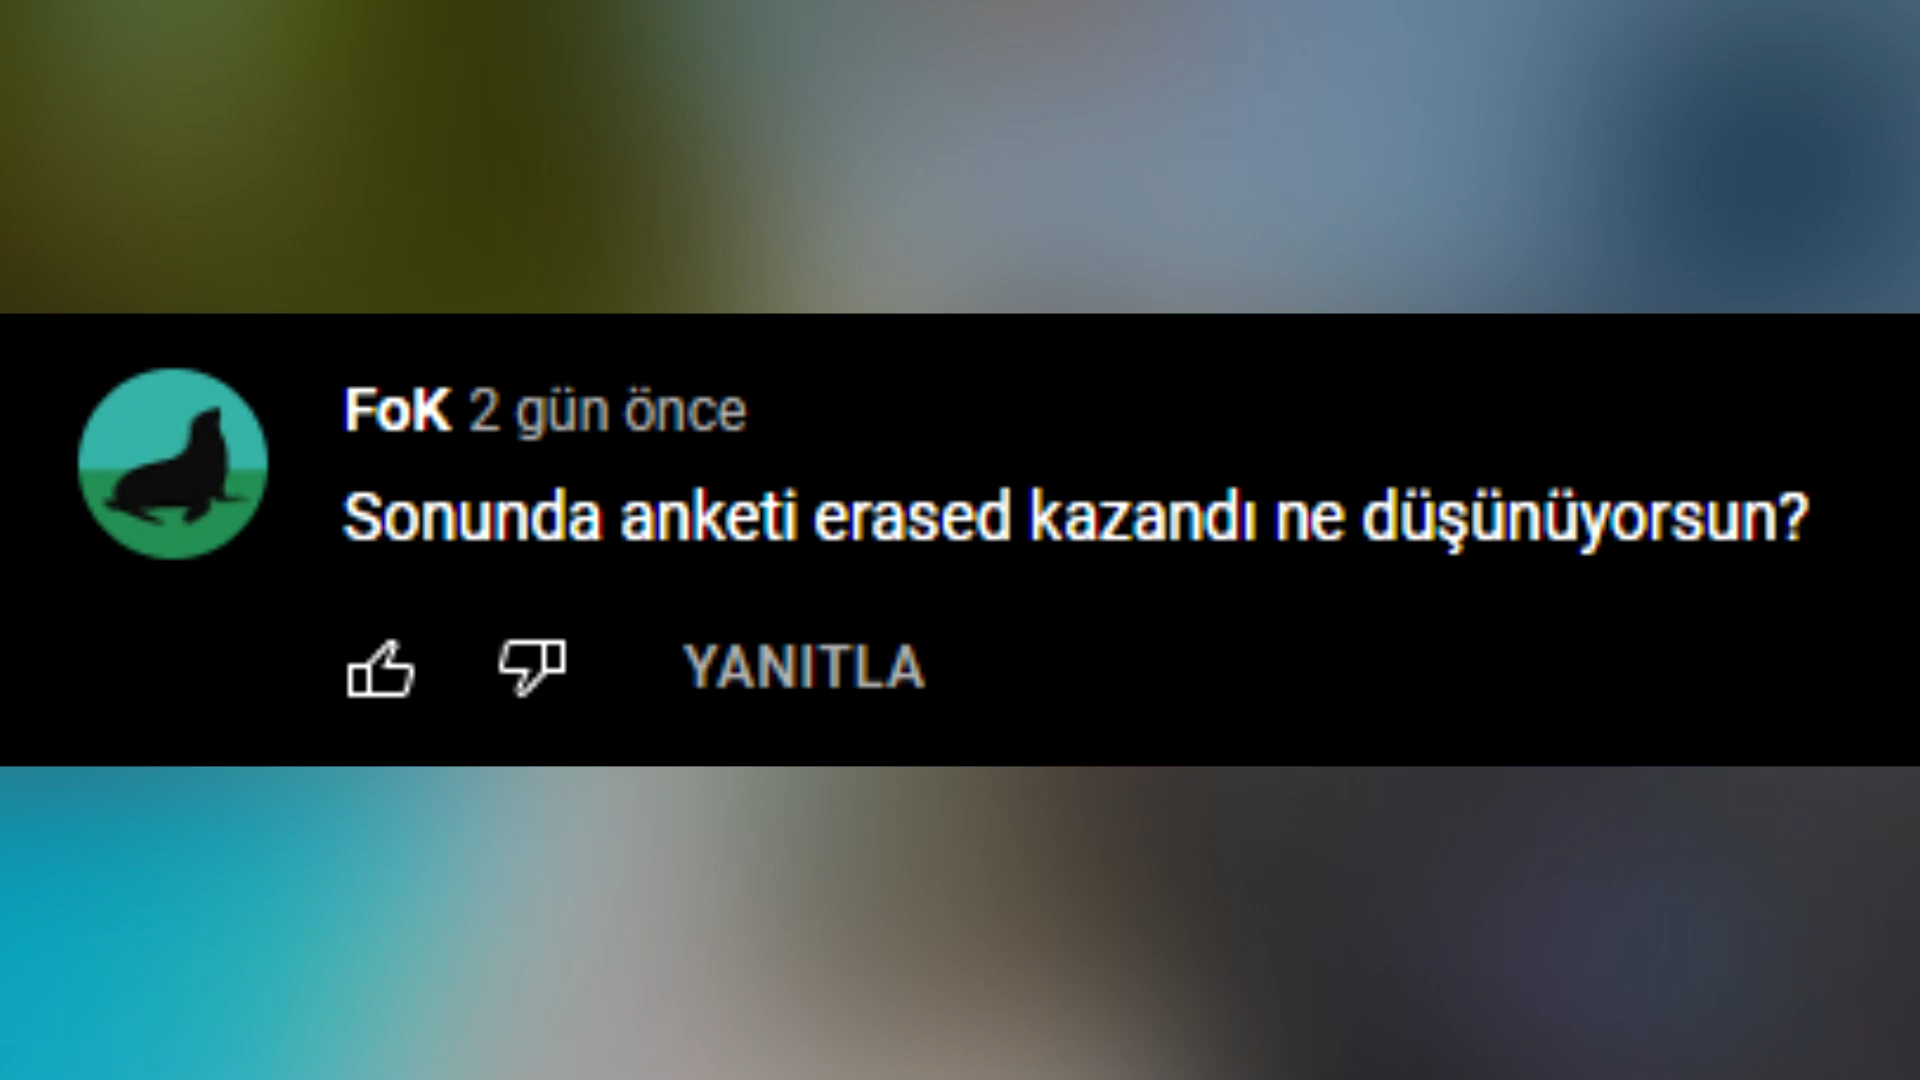 FoK 2 gün önce
Sonunda anketi erased kazandı ne düşünüyorsun?
YANITLA